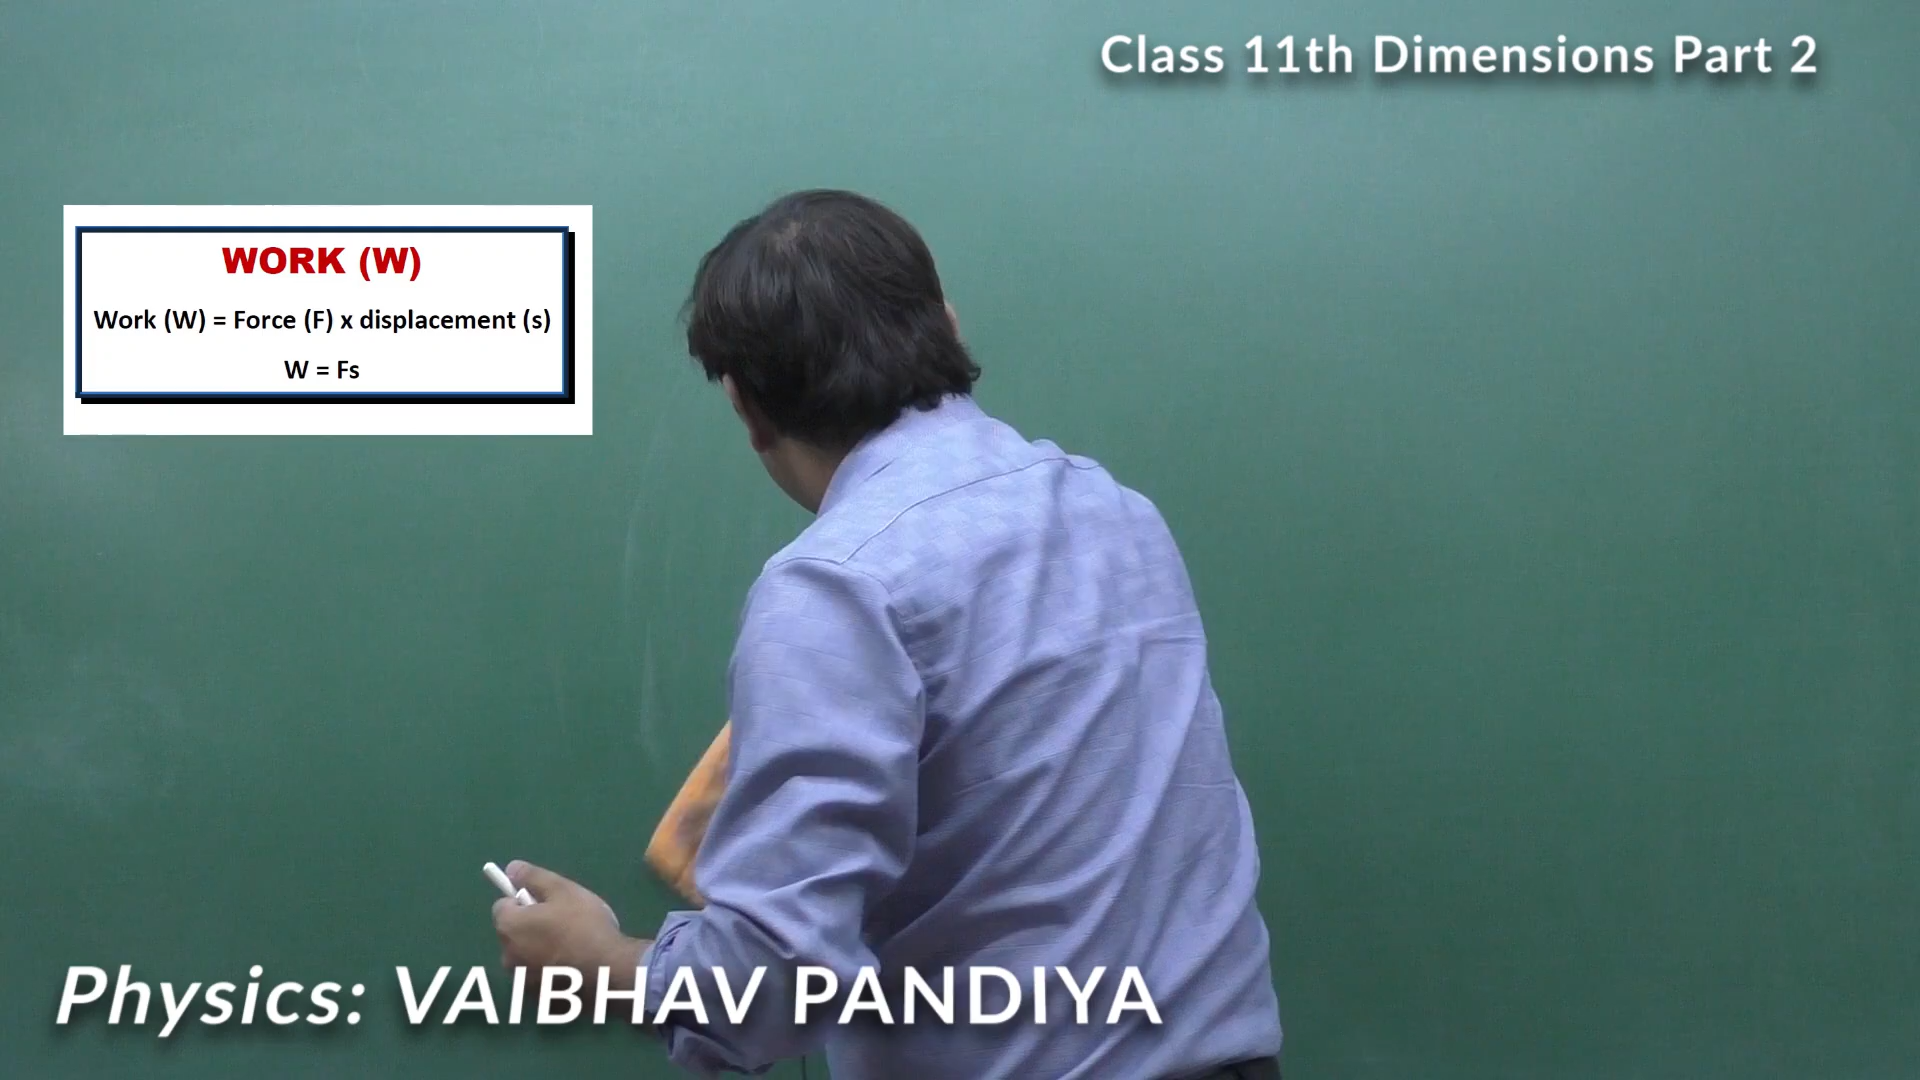 Class 11th Dimensions Part 2
WORK (W)
Work (W) = Force (F) x displacement (s)
W = Fs
Physics: VAIBHAV PANDIYA